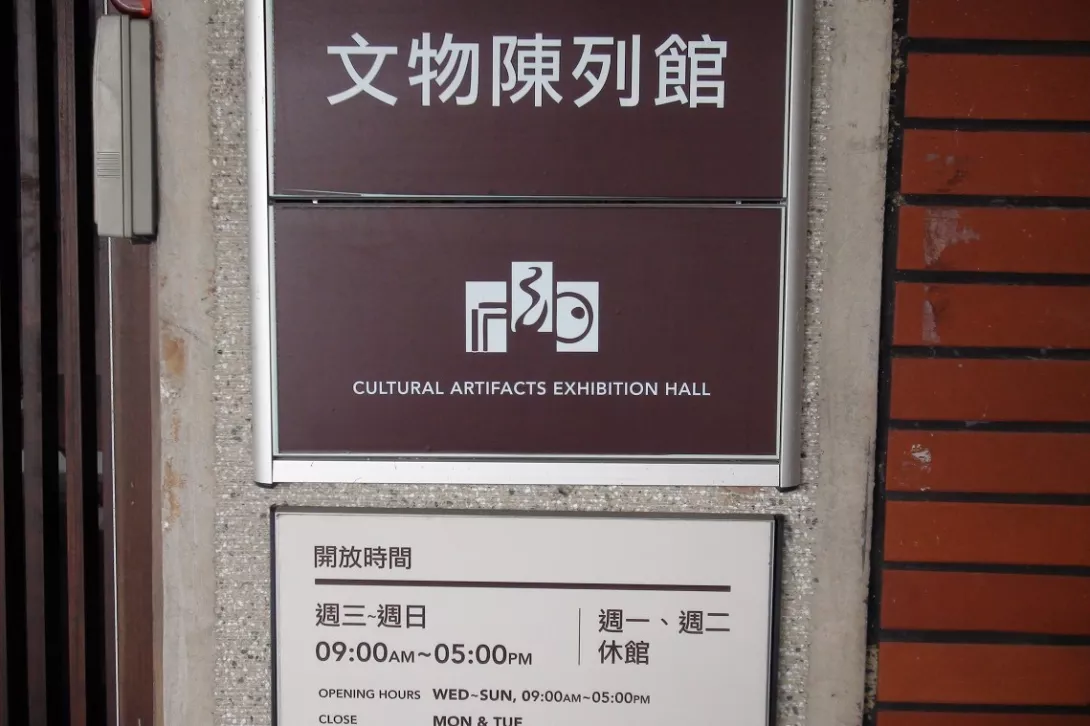 文物陳列館
CULTURAL ARTIFACTS EXHIBITION HALL
開放時間
週三~週日
09:00AM~05:00PM
週一、週二
休館
OPENING HOURS WED~SUN, 09:00AM~05:00PM
CLOSE MON & TUE